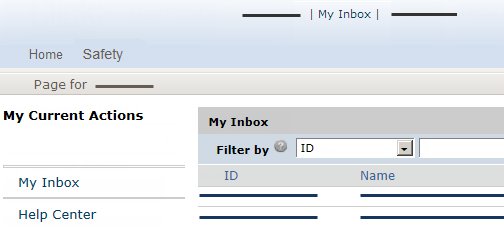 | My Inbox |
Home Safety
Page for
My Current Actions
My Inbox
Filter by ? ID
ID Name
My Inbox
Help Center